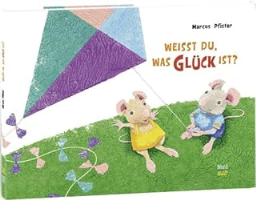 Marcus Pfister
WEISST DU,
WAS GLÜCK IST?